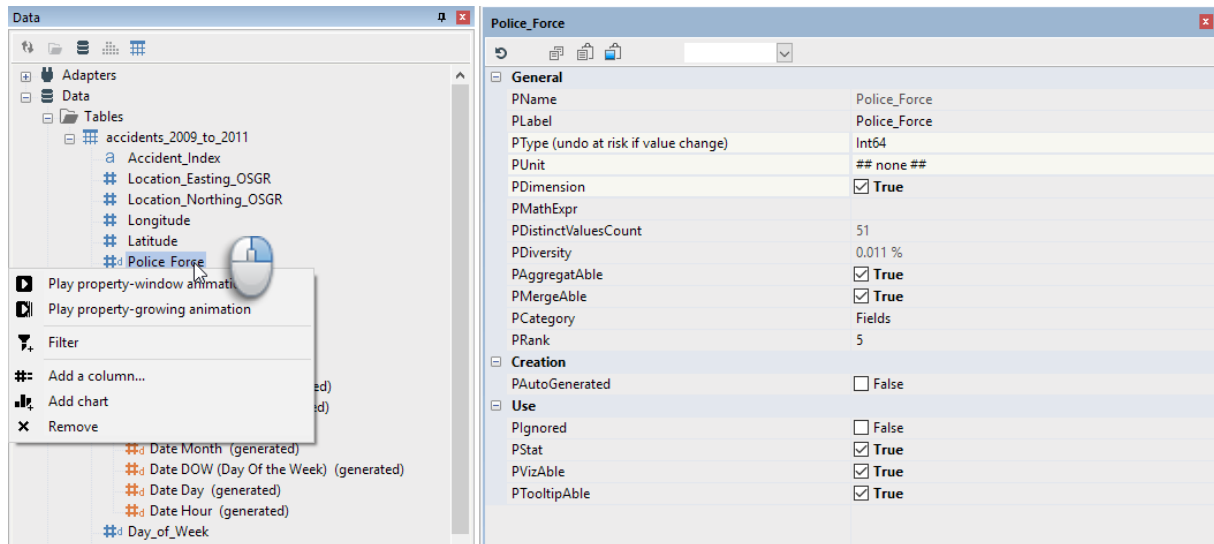 Data
Adapters
Data
Tables
accidents_2009_to_2011
a Accident_Index
Location_Easting_OSGR
Location_Northing_OSGR
Longitude
Latitude
d Police Force
Play property-window animati
Play property-growing animation
Filter
Add a column...
ed)
Add chart
ed)
Remove
d Date Month (generated)
d Date DOW (Day Of the Week) (generated)
d Date Day (generated)
d Date Hour (generated)
d Day_of_Week
Police_Force
General
PName Police_Force
PLabel Police_Force
PType (undo at risk if value change) Int64
PUnit ## none ##
PDimension True
PMathExpr
PDistinctValuesCount 51
PDiversity 0.011 %
PAggregatAble True
PMergeAble True
PCategory Fields
PRank 5
Creation
PAutoGenerated False
Use
PIgnored False
PStat True
PVizAble True
PTooltipAble True